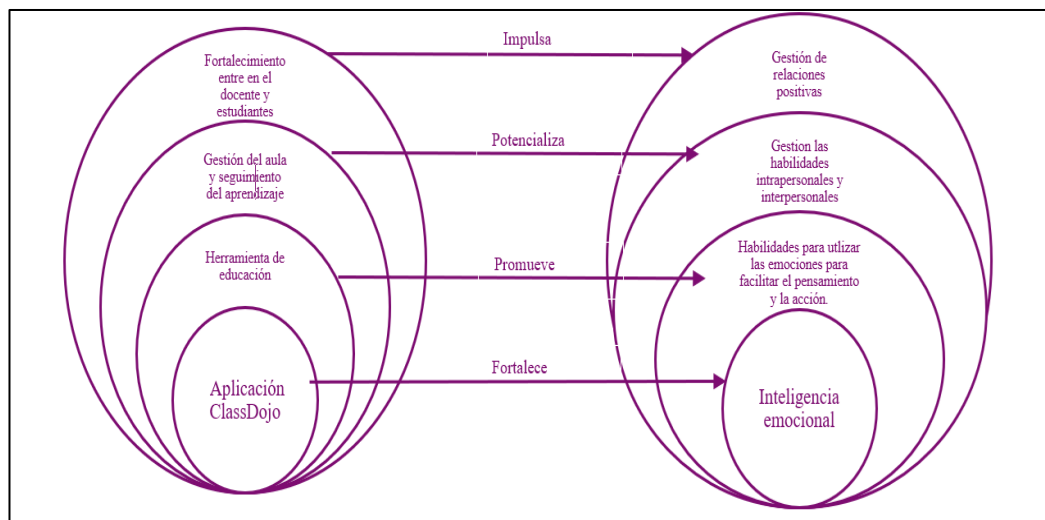 Impulsa
Fortalecimiento
entre en el
docente y
estudiantes
Gestión de
relaciones
positivas
Potencializa
Gestión del aula
y seguimiento
del aprendizaje
Gestion las
habilidades
intrapersonales y
interpersonales
Promueve
Herramienta de
educación
Habilidades para utlizar
las emociones para
facilitar el pensamiento
y la acción.
Fortalece
Aplicación
ClassDojo
Inteligencia
emocional